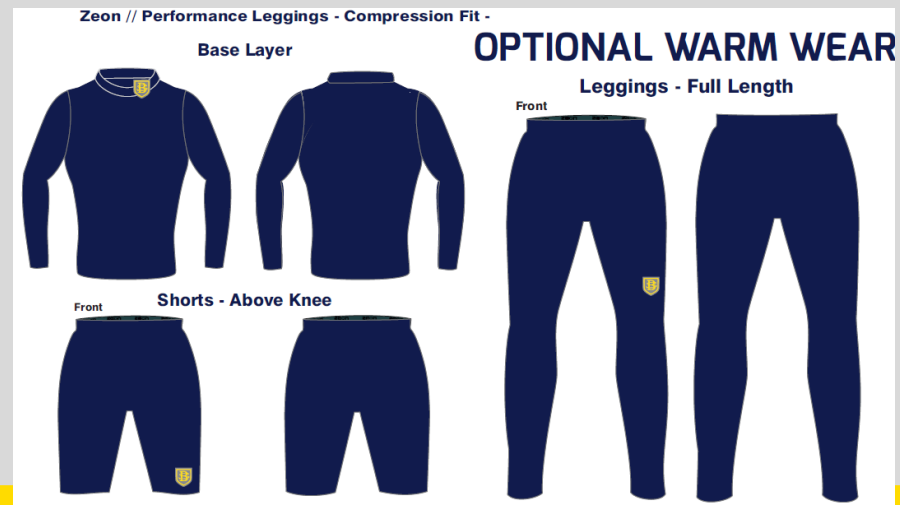 Zeon // Performance Leggings - Compression Fit -
OPTIONAL WARM WEAR
Base Layer
Leggings - Full Length
Front
Shorts - Above Knee
Front